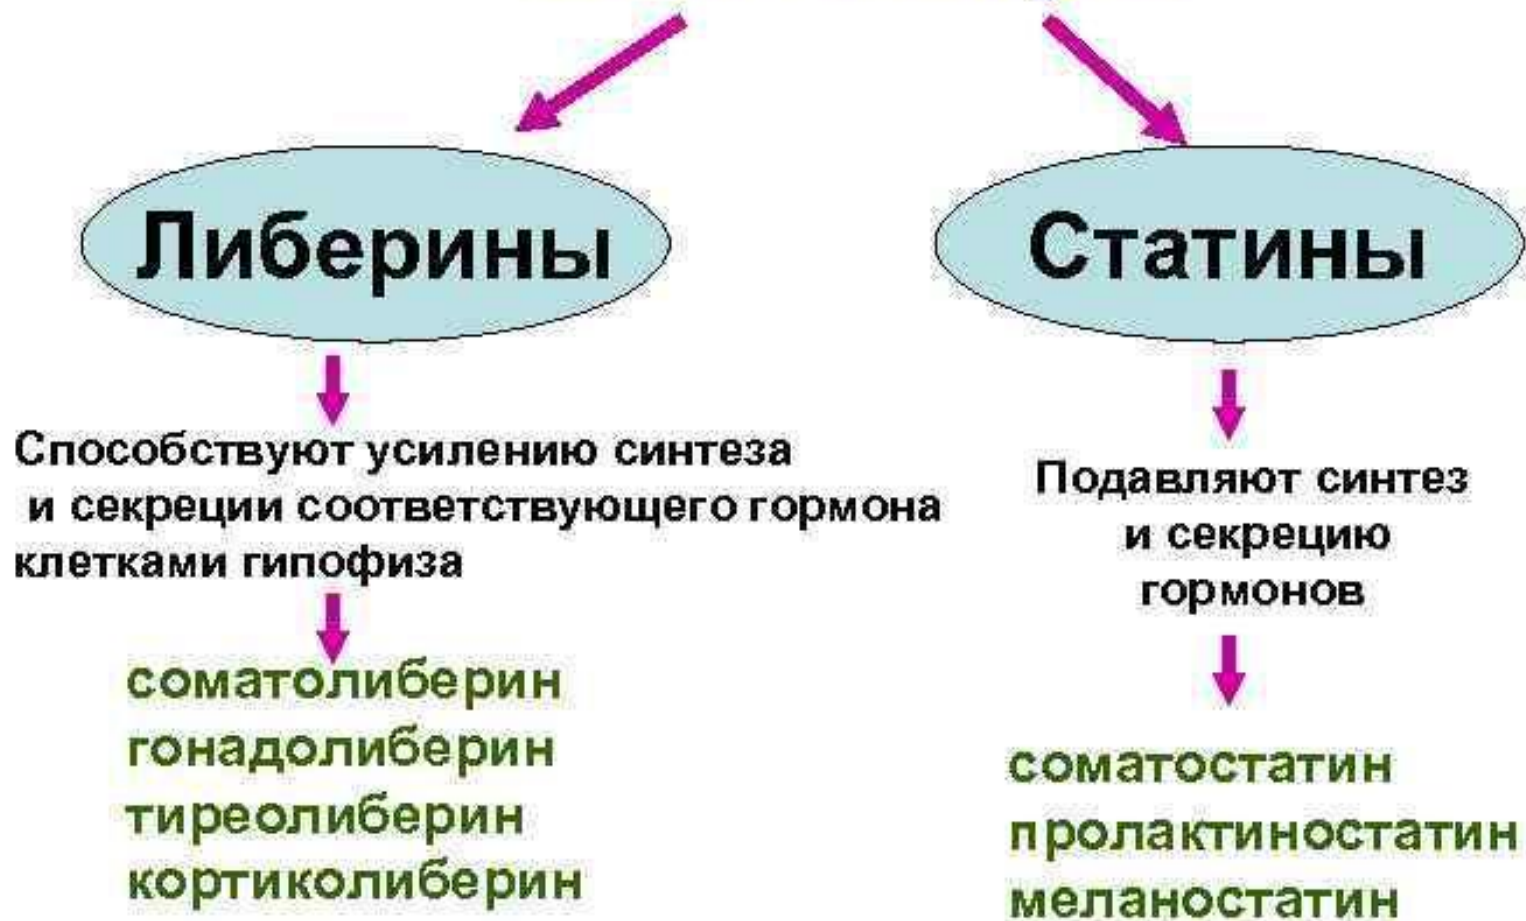 Либерины
Способствуют усилению синтеза
и секреции соответствующего гормона
клетками гипофиза
соматолиберин
гонадолиберин
тиреолиберин
кортиколиберин
Статины
Подавляют синтез
и секрецию
гормонов
соматостатин
пролактиностатин
меланостатин